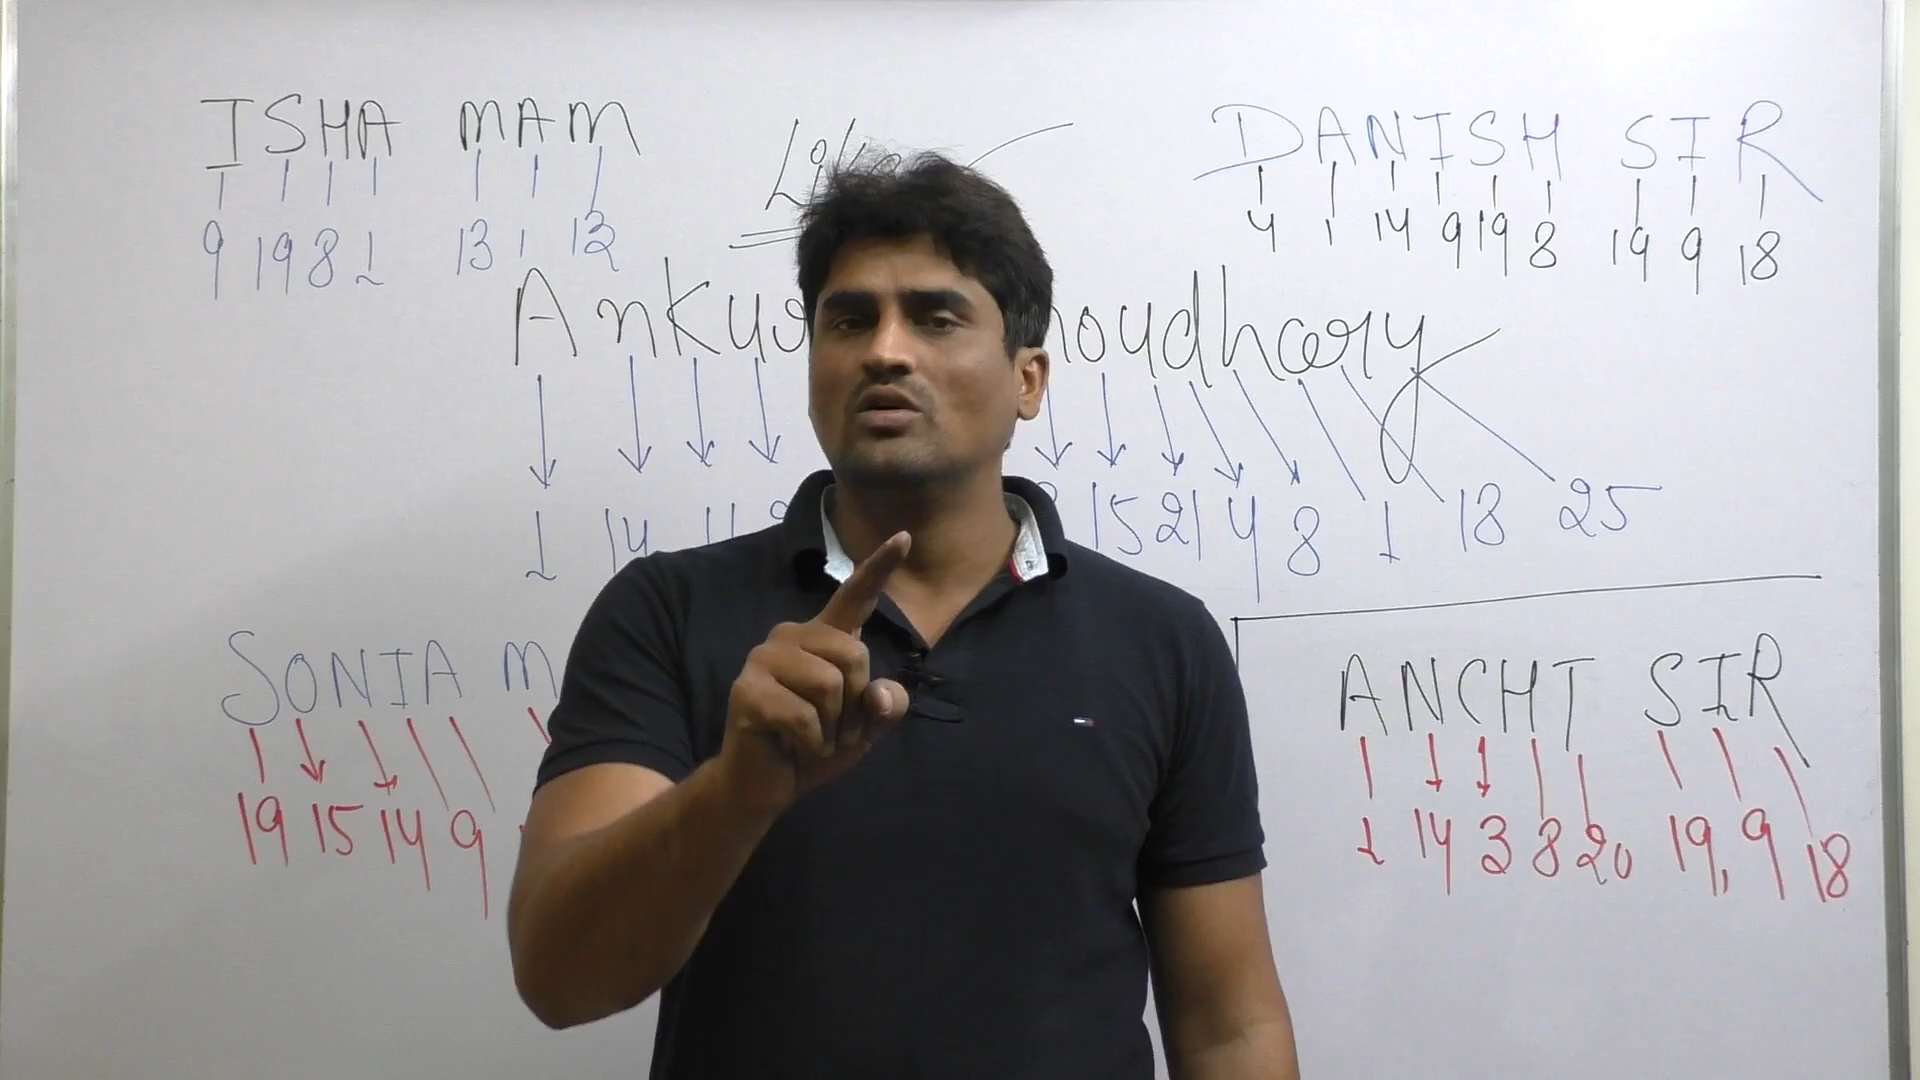 ISHA MAM
9 19 8 1 13 1 13
DANISH SIR
4 1 14 9 19 8 19 9 18
1 14 11 15 21 4 8 1 18 25
SONIA M
19 15 14 9
ANCHT SIR
1 14 3 8 20 19, 9 18